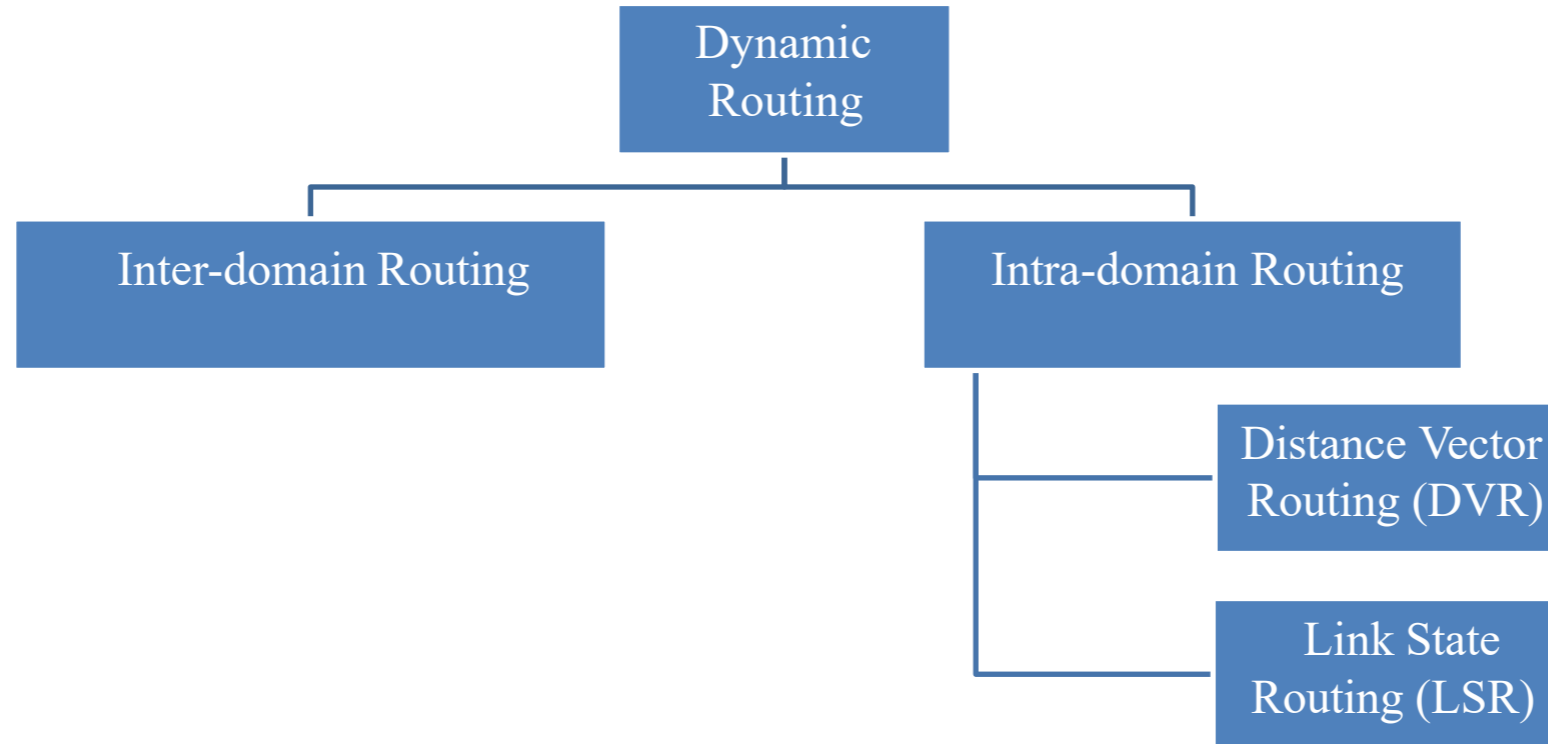 Dynamic
Routing
Inter-domain Routing
Intra-domain Routing
Distance Vector
Routing (DVR)
Link State
Routing (LSR)